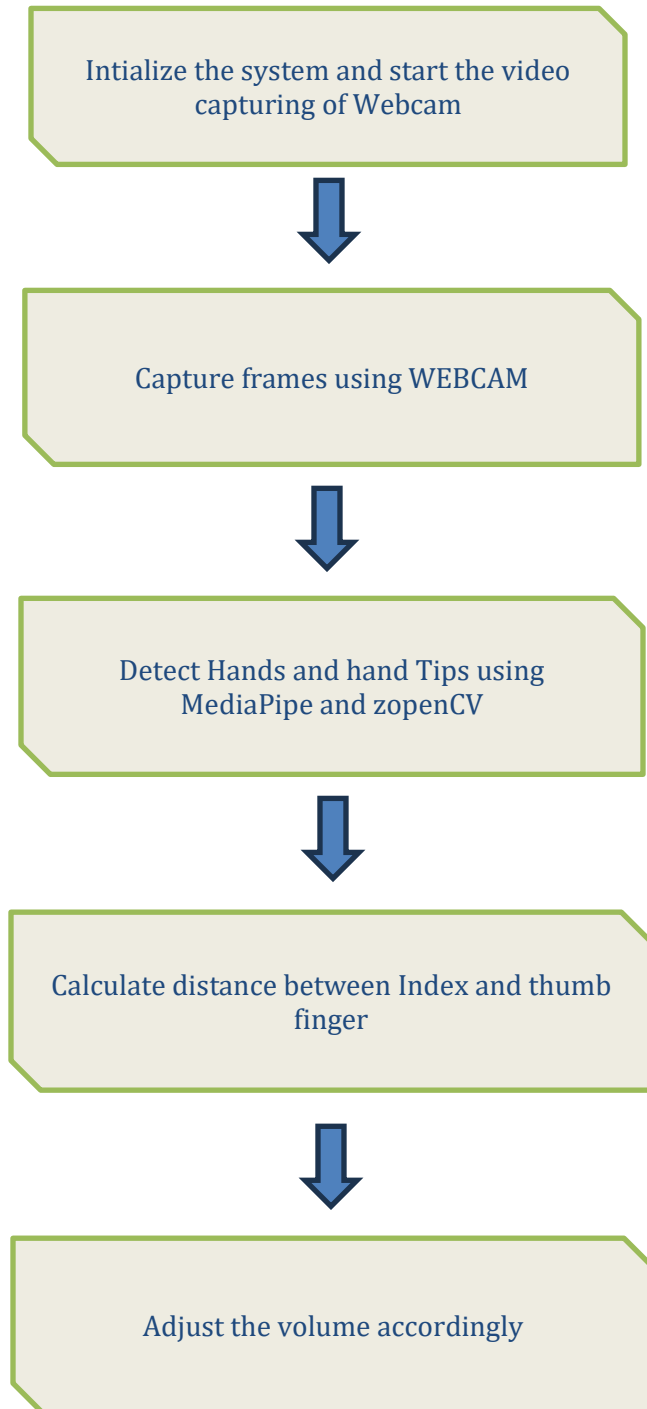 Intialize the system and start the video
capturing of Webcam
Capture frames using WEBCAM
Detect Hands and hand Tips using
MediaPipe and zopenCV
Calculate distance between Index and thumb
finger
Adjust the volume accordingly